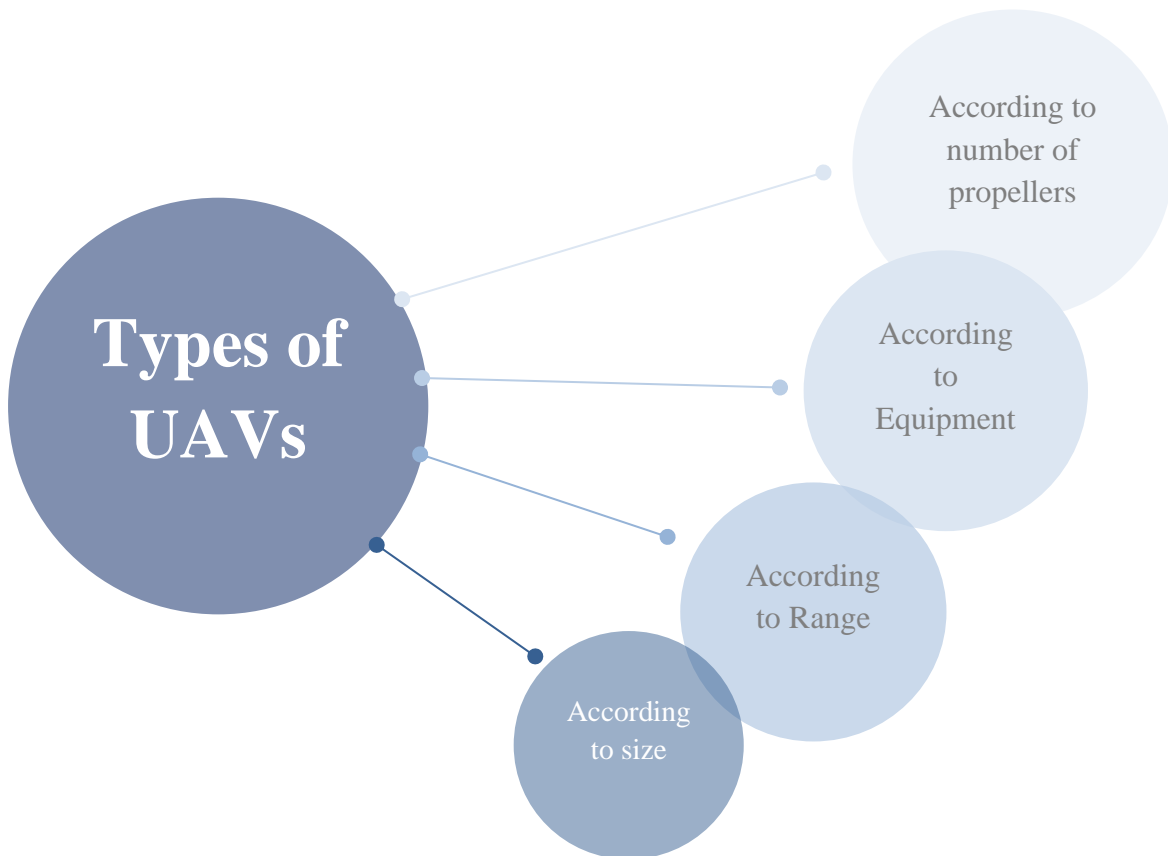 Types of
UAVs
According to
number of
propellers
According
to
Equipment
According
to Range
According
to size